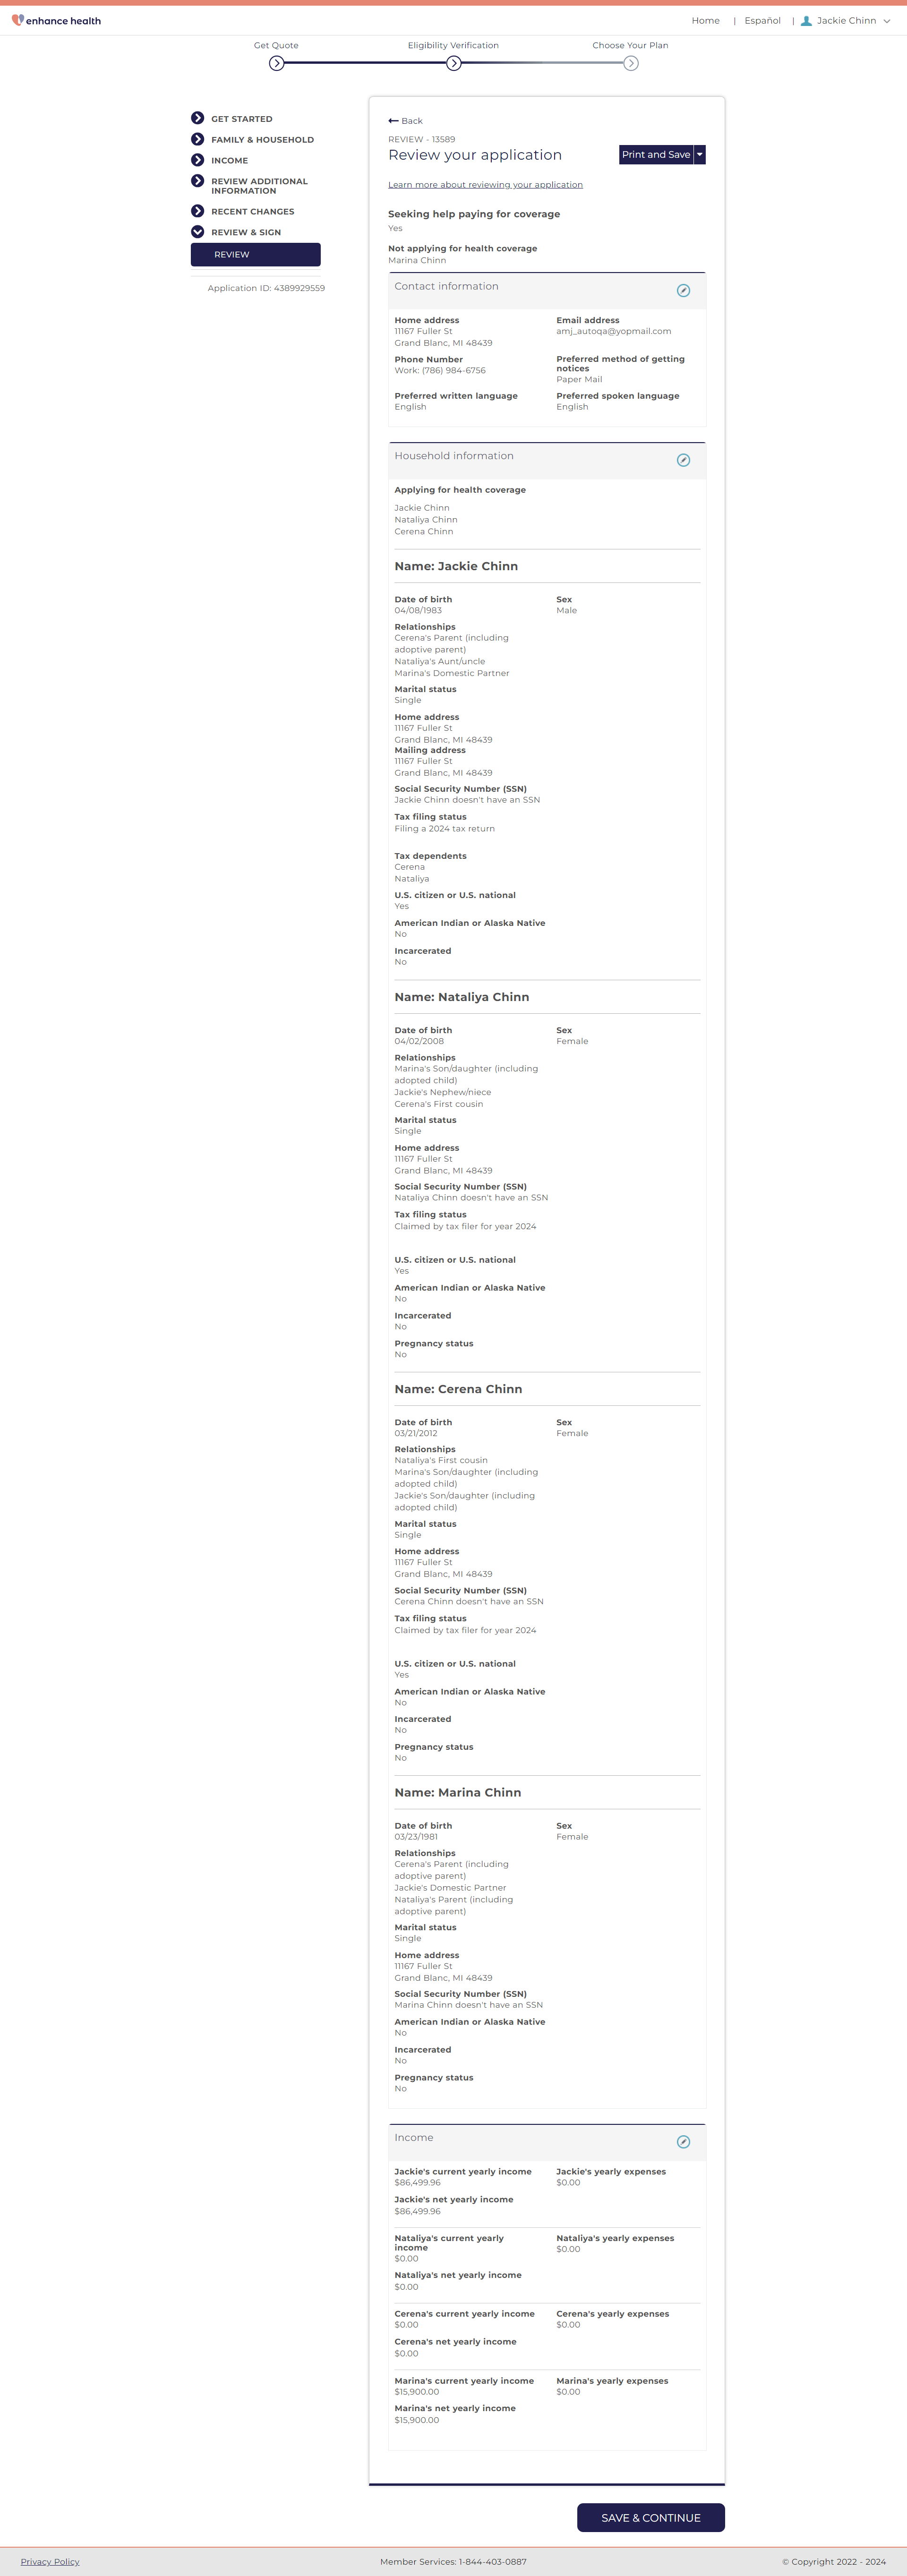 enhance health
Home | Español | Jackie Chinn
Get Quote
Eligibility Verification
Choose Your Plan
GET STARTED
FAMILY & HOUSEHOLD
INCOME
REVIEW ADDITIONAL
INFORMATION
RECENT CHANGES
REVIEW & SIGN
REVIEW
Application ID: 4389929559
Back
REVIEW - 13589
Review your application
Print and Save
Learn more about reviewing your application
Seeking help paying for coverage
Yes
Not applying for health coverage
Marina Chinn
Contact information
Home address
11167 Fuller St
Grand Blanc, MI 48439
Email address
amj_autoqa@yopmail.com
Phone Number
Work: (786) 984-6756
Preferred method of getting
notices
Paper Mail
Preferred written language
English
Preferred spoken language
English
Household information
Applying for health coverage
Jackie Chinn
Nataliya Chinn
Cerena Chinn
Name: Jackie Chinn
Date of birth
04/08/1983
Sex
Male
Relationships
Cerena's Parent (including
adoptive parent)
Nataliya's Aunt/uncle
Marina's Domestic Partner
Marital status
Single
Home address
11167 Fuller St
Grand Blanc, MI 48439
Mailing address
11167 Fuller St
Grand Blanc, MI 48439
Social Security Number (SSN)
Jackie Chinn doesn't have an SSN
Tax filing status
Filing a 2024 tax return
Tax dependents
Cerena
Nataliya
U.S. citizen or U.S. national
Yes
American Indian or Alaska Native
No
Incarcerated
No
Name: Nataliya Chinn
Date of birth
04/02/2008
Sex
Female
Relationships
Marina's Son/daughter (including
adopted child)
Jackie's Nephew/niece
Cerena's First cousin
Marital status
Single
Home address
11167 Fuller St
Grand Blanc, MI 48439
Social Security Number (SSN)
Nataliya Chinn doesn't have an SSN
Tax filing status
Claimed by tax filer for year 2024
U.S. citizen or U.S. national
Yes
American Indian or Alaska Native
No
Incarcerated
No
Pregnancy status
No
Name: Cerena Chinn
Date of birth
03/21/2012
Sex
Female
Relationships
Nataliya's First cousin
Marina's Son/daughter (including
adopted child)
Jackie's Son/daughter (including
adopted child)
Marital status
Single
Home address
11167 Fuller St
Grand Blanc, MI 48439
Social Security Number (SSN)
Cerena Chinn doesn't have an SSN
Tax filing status
Claimed by tax filer for year 2024
U.S. citizen or U.S. national
Yes
American Indian or Alaska Native
No
Incarcerated
No
Pregnancy status
No
Name: Marina Chinn
Date of birth
03/23/1981
Sex
Female
Relationships
Cerena's Parent (including
adoptive parent)
Jackie's Domestic Partner
Nataliya's Parent (including
adoptive parent)
Marital status
Single
Home address
11167 Fuller St
Grand Blanc, MI 48439
Social Security Number (SSN)
Marina Chinn doesn't have an SSN
American Indian or Alaska Native
No
Incarcerated
No
Pregnancy status
No
Income
Jackie's current yearly income
$86,499.96
Jackie's yearly expenses
$0.00
Jackie's net yearly income
$86,499.96
Nataliya's current yearly
income
$0.00
Nataliya's yearly expenses
$0.00
Nataliya's net yearly income
$0.00
Cerena's current yearly income
$0.00
Cerena's yearly expenses
$0.00
Cerena's net yearly income
$0.00
Marina's current yearly income
$15,900.00
Marina's yearly expenses
$0.00
Marina's net yearly income
$15,900.00
SAVE & CONTINUE
Privacy Policy
Member Services: 1-844-403-0887
© Copyright 2022 - 2024